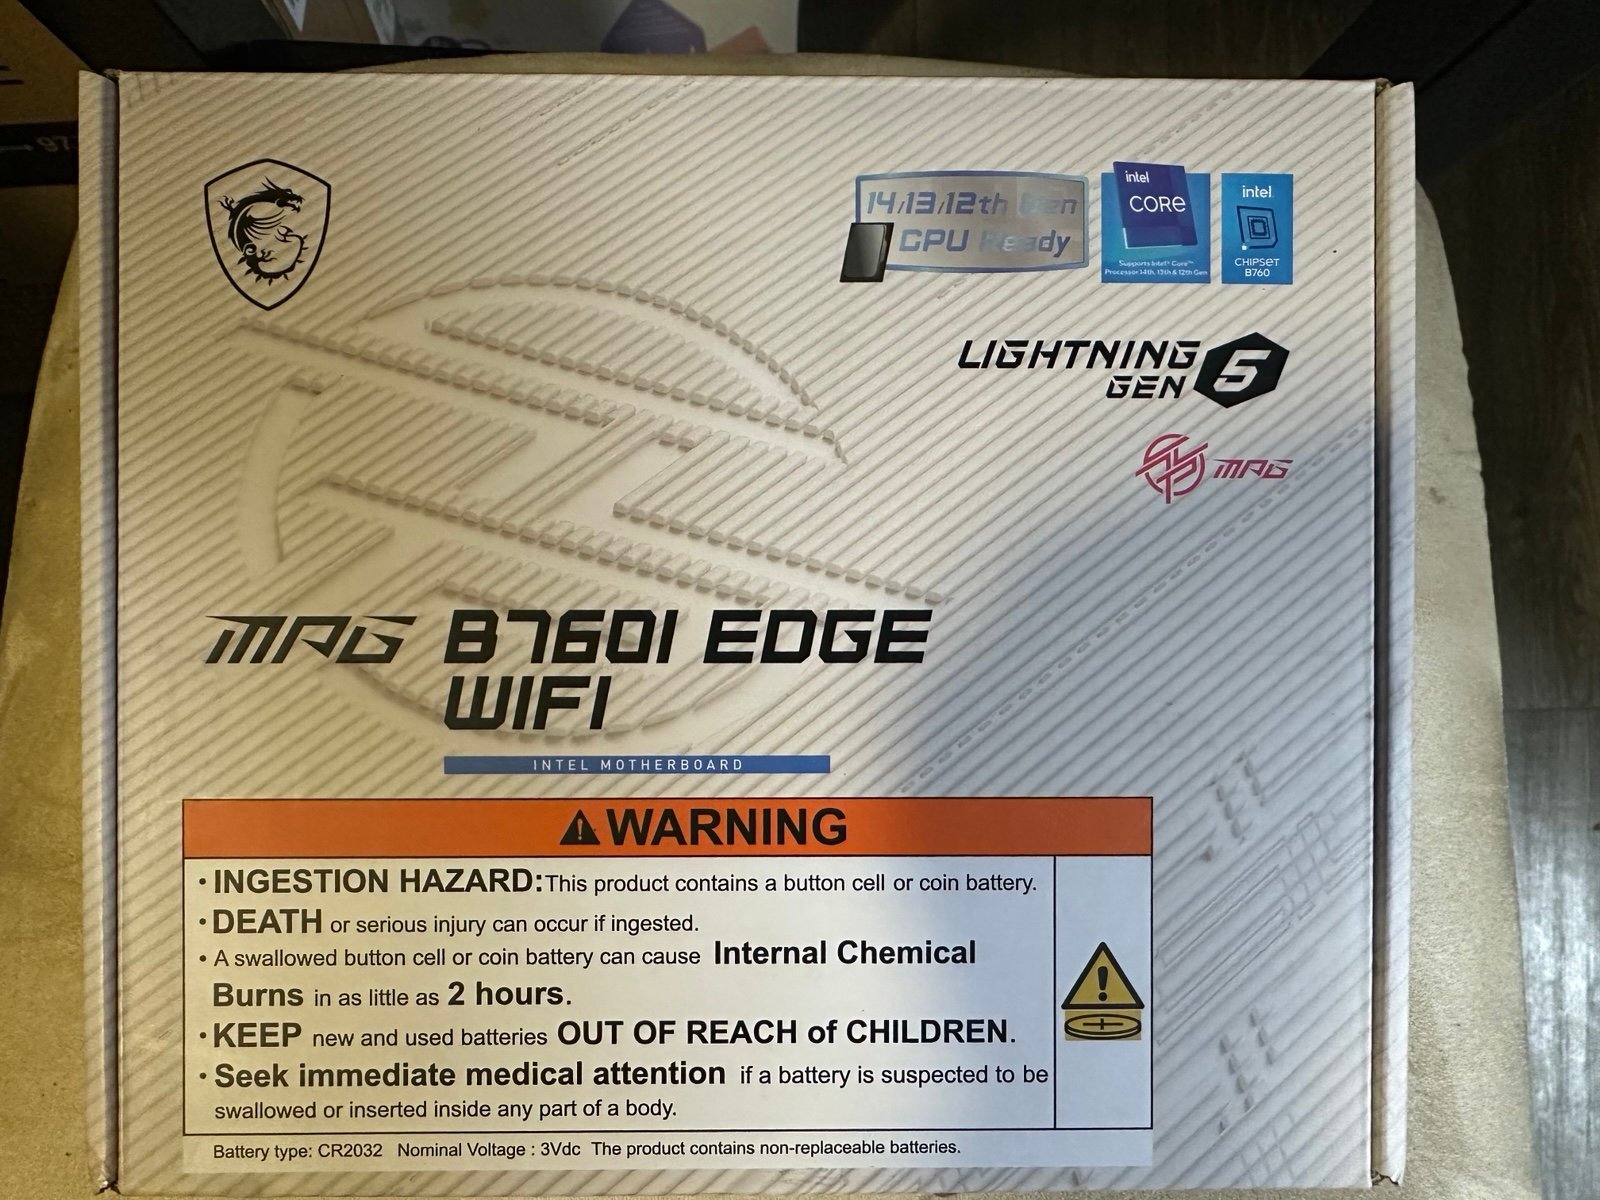 97
14/13/12th Gen
CPU Ready
intel
CORE
Supports Intel® Core™
Processor 14th, 13th & 12th Gen
intel
CHIPSET
B760
LIGHTNING
GEN 5
MPG
MPG B760I EDGE
WIFI
INTEL MOTHERBOARD
WARNING
• INGESTION HAZARD: This product contains a button cell or coin battery.
• DEATH or serious injury can occur if ingested.
• A swallowed button cell or coin battery can cause Internal Chemical
Burns in as little as 2 hours.
• KEEP new and used batteries OUT OF REACH of CHILDREN.
• Seek immediate medical attention if a battery is suspected to be
swallowed or inserted inside any part of a body.
Battery type: CR2032 Nominal Voltage : 3Vdc The product contains non-replaceable batteries.